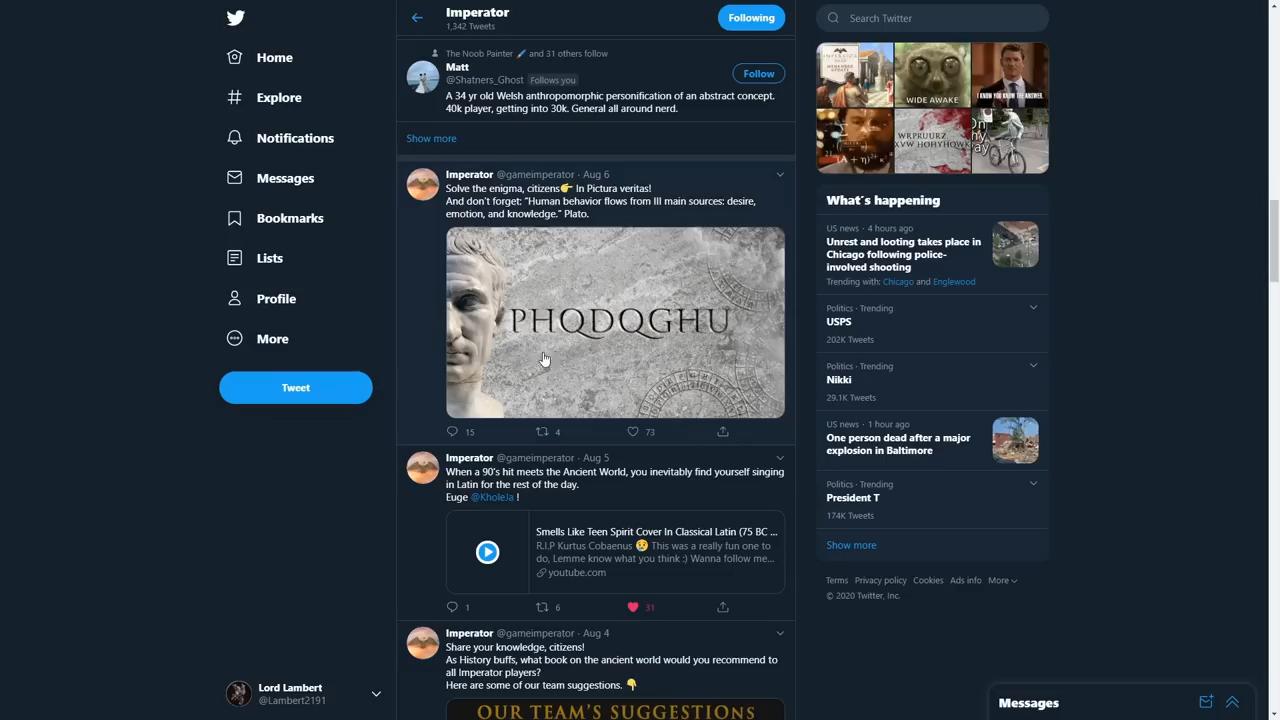 Home
Explore
Notifications
Messages
Bookmarks
Lists
Profile
More
Tweet
Lord Lambert
@Lambert2191
Imperator
1,342 Tweets
Following
The Noob Painter 🖌️ and 31 others follow
Matt
@Shatners_Ghost Follows you
Follow
A 34 yr old Welsh anthropomorphic personification of an abstract concept.
40k player, getting into 30k. General all around nerd.
Show more
Imperator @gameimperator · Aug 6
Solve the enigma, citizens👉 In Pictura veritas!
And don't forget: "Human behavior flows from III main sources: desire,
emotion, and knowledge." Plato.
PHQDQGHU
15 4 73
Imperator @gameimperator · Aug 5
When a 90's hit meets the Ancient World, you inevitably find yourself singing
in Latin for the rest of the day.
Euge @KholeJa !
Smells Like Teen Spirit Cover In Classical Latin (75 BC ...
R.I.P Kurtus Cobaenus 😢 This was a really fun one to
do, Lemme know what you think :) Wanna follow me...
youtube.com
1 6 31
Imperator @gameimperator · Aug 4
Share your knowledge, citizens!
As History buffs, what book on the ancient world would you recommend to
all Imperator players?
Here are some of our team suggestions. 👇
OUR TEAM'S SUGGESTIONS
Search Twitter
WIDE AWAKE
I KNOW YOU KNOW THE ANSWER.
WRPRUURZ
XVW HOHYHOWK
What's happening
US news · 4 hours ago
Unrest and looting takes place in
Chicago following police-
involved shooting
Trending with: Chicago and Englewood
Politics · Trending
USPS
202K Tweets
Politics · Trending
Nikki
29.1K Tweets
US news · 1 hour ago
One person dead after a major
explosion in Baltimore
Politics · Trending
President T
174K Tweets
Show more
Terms Privacy policy Cookies Ads info More
© 2020 Twitter, Inc.
Messages